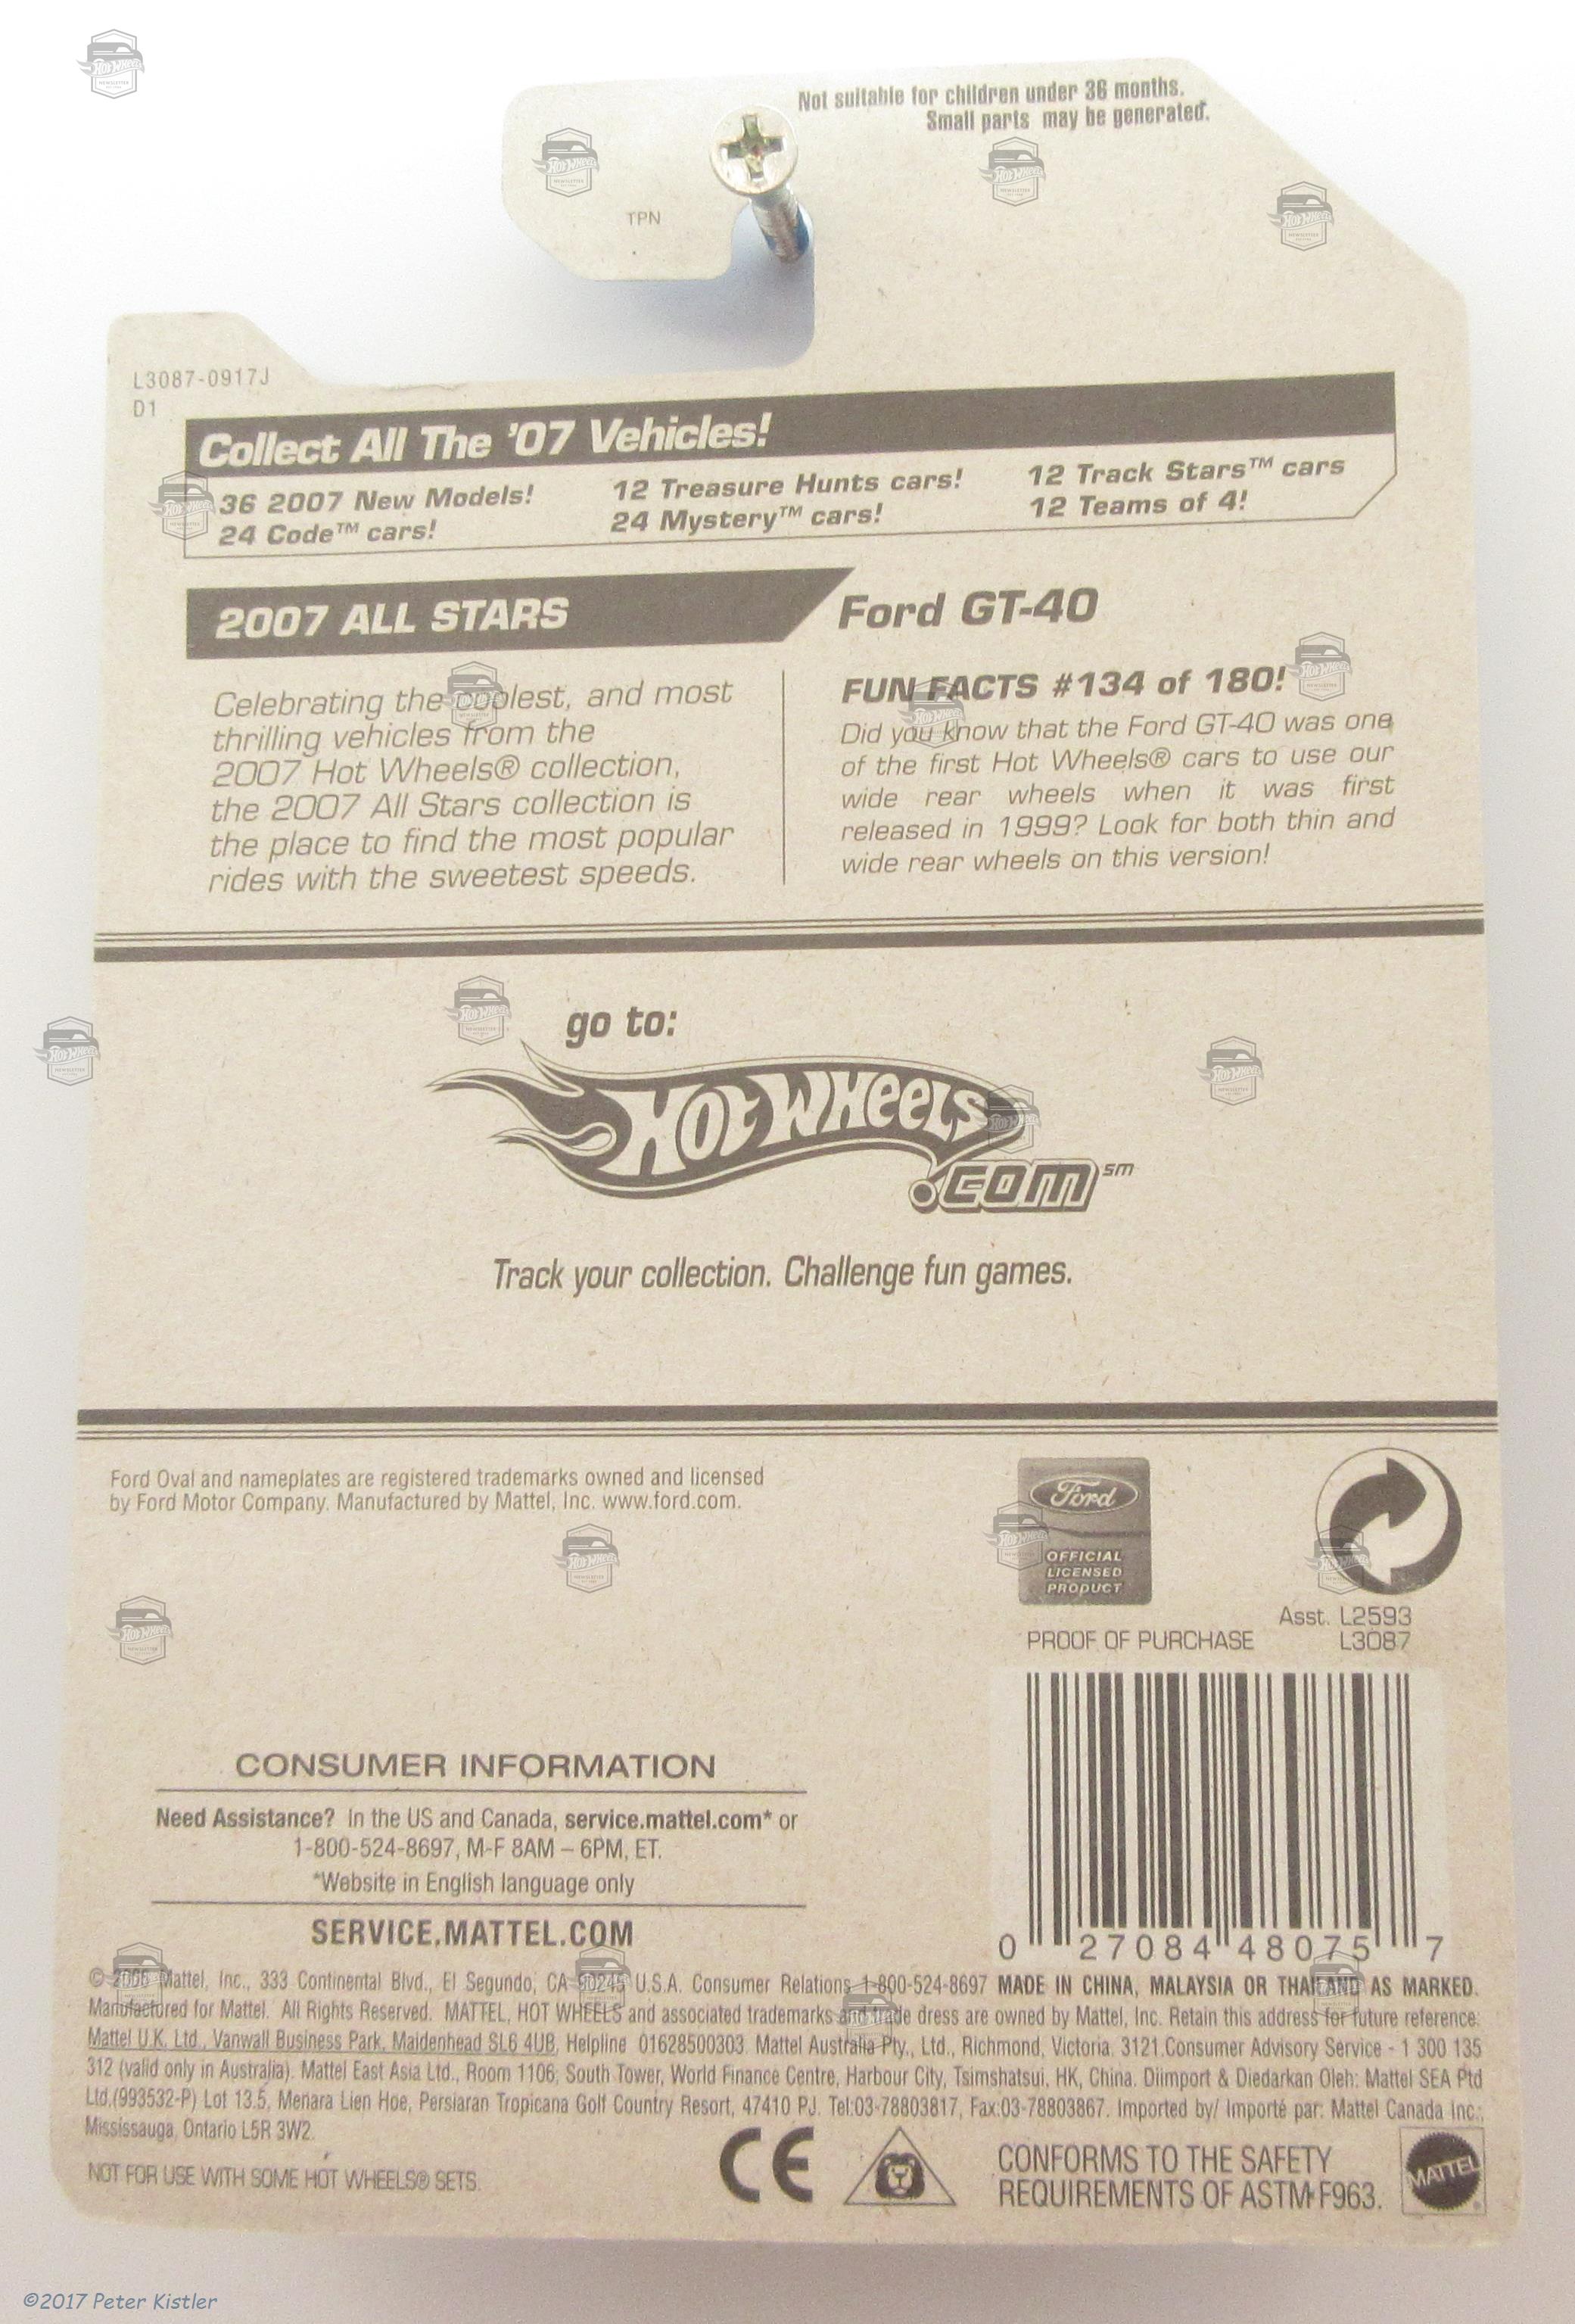 Not suitable for children under 36 months.
Small parts may be generated.
TPN
L3087-0917J
D1
Collect All The '07 Vehicles!
36 2007 New Models!
24 Code™ cars!
12 Treasure Hunts cars!
24 Mystery™ cars!
12 Track Stars™ cars
12 Teams of 4!
2007 ALL STARS
Celebrating the coolest, and most
thrilling vehicles from the
2007 Hot Wheels® collection,
the 2007 All Stars collection is
the place to find the most popular
rides with the sweetest speeds.
Ford GT-40
FUN FACTS #134 of 180!
Did you know that the Ford GT-40 was one
of the first Hot Wheels® cars to use our
wide rear wheels when it was first
released in 1999? Look for both thin and
wide rear wheels on this version!
go to:
HOT WHEELS
.COM℠
Track your collection. Challenge fun games.
Ford Oval and nameplates are registered trademarks owned and licensed
by Ford Motor Company. Manufactured by Mattel, Inc. www.ford.com.
Ford
OFFICIAL
LICENSED
PRODUCT
Asst. L2593
PROOF OF PURCHASE L3087
0 27084 48075 7
CONSUMER INFORMATION
Need Assistance? In the US and Canada, service.mattel.com* or
1-800-524-8697, M-F 8AM – 6PM, ET.
*Website in English language only
SERVICE.MATTEL.COM
© 2006 Mattel, Inc., 333 Continental Blvd., El Segundo, CA 90245 U.S.A. Consumer Relations 1-800-524-8697 MADE IN CHINA, MALAYSIA OR THAILAND AS MARKED.
Manufactured for Mattel. All Rights Reserved. MATTEL, HOT WHEELS and associated trademarks and trade dress are owned by Mattel, Inc. Retain this address for future reference:
Mattel U.K. Ltd., Vanwall Business Park, Maidenhead SL6 4UB, Helpline 01628500303. Mattel Australia Pty., Ltd., Richmond, Victoria. 3121.Consumer Advisory Service - 1 300 135
312 (valid only in Australia). Mattel East Asia Ltd., Room 1106, South Tower, World Finance Centre, Harbour City, Tsimshatsui, HK, China. Diimport & Diedarkan Oleh: Mattel SEA Ptd
Ltd.(993532-P) Lot 13.5, Menara Lien Hoe, Persiaran Tropicana Golf Country Resort, 47410 PJ. Tel:03-78803817, Fax:03-78803867. Imported by/ Importé par: Mattel Canada Inc.,
Mississauga, Ontario L5R 3W2.
NOT FOR USE WITH SOME HOT WHEELS® SETS.
CE
CONFORMS TO THE SAFETY
REQUIREMENTS OF ASTM F963.
MATTEL
©2017 Peter Kistler